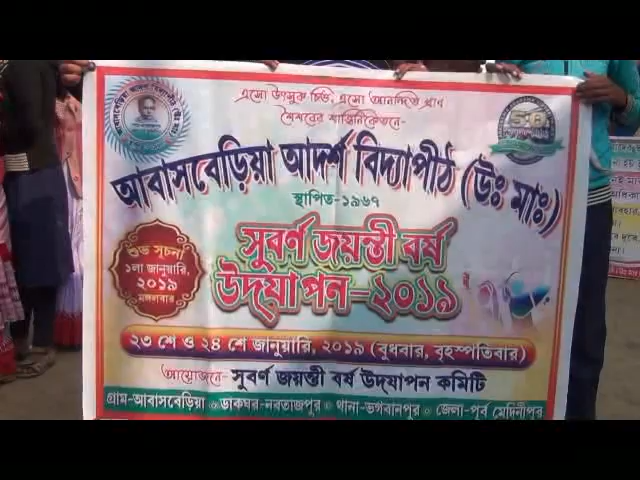 এসো উৎসুক চিত্ত, এসো আনন্দিত প্রাণ
শৈশবের শান্তিনিকেতনে-
আবাসবেড়িয়া আদর্শ বিদ্যাপীঠ (উঃ মাঃ)
স্থাপিত-১৯৬৭
সুবর্ণ জয়ন্তী বর্ষ
উদ্‌যাপন-২০১৯
শুভ সূচনা
১লা জানুয়ারি,
২০১৯
মঙ্গলবার
২৩ শে ও ২৪ শে জানুয়ারি, ২০১৯ (বুধবার, বৃহস্পতিবার)
আয়োজনে- সুবর্ণ জয়ন্তী বর্ষ উদ্‌যাপন কমিটি
গ্রাম-আবাসবেড়িয়া ○ ডাকঘর-নরতাজপুর ○ থানা-ভগবানপুর ○ জেলা-পূর্ব মেদিনীপুর